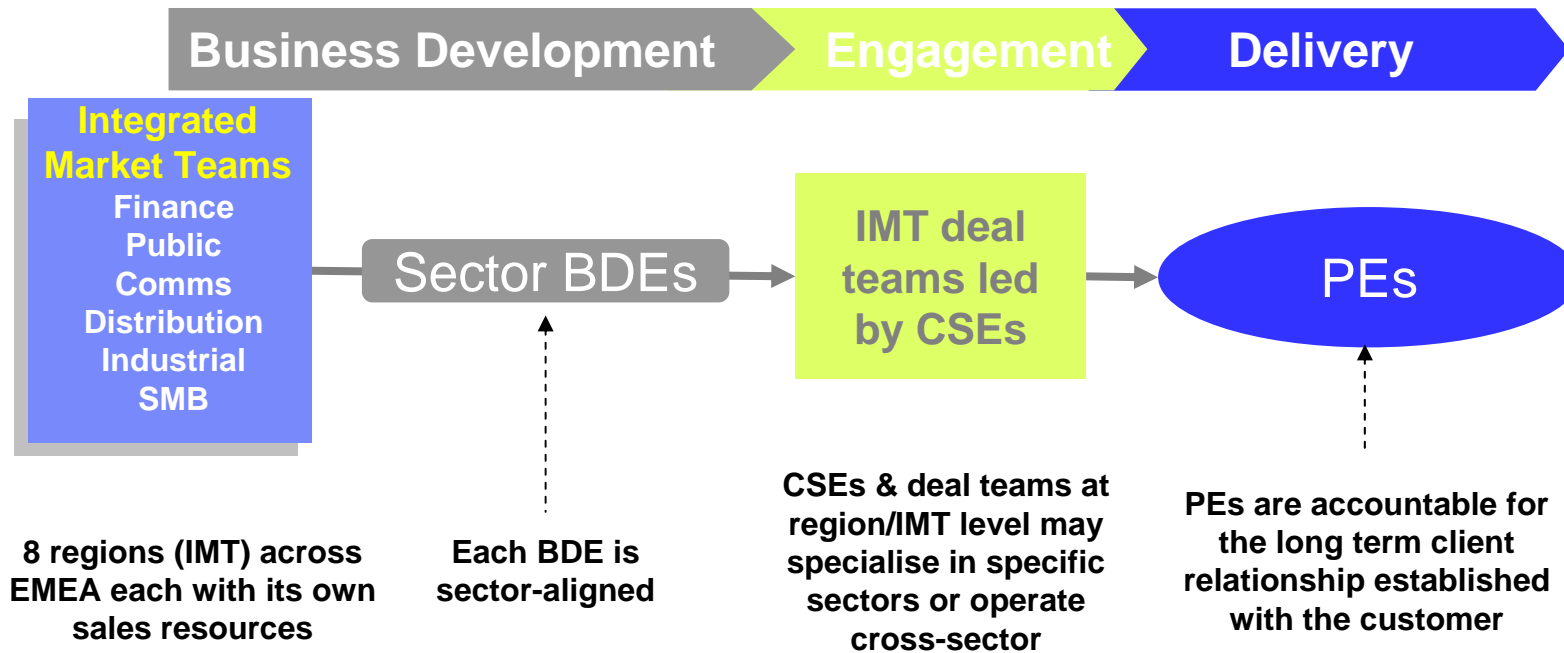 Business Development
Engagement
Delivery
Integrated
Market Teams
Finance
Public
Comms
Distribution
Industrial
SMB
Sector BDEs
IMT deal
teams led
by CSEs
PEs
8 regions (IMT) across
EMEA each with its own
sales resources
Each BDE is
sector-aligned
CSEs & deal teams at
region/IMT level may
specialise in specific
sectors or operate
cross-sector
PEs are accountable for
the long term client
relationship established
with the customer